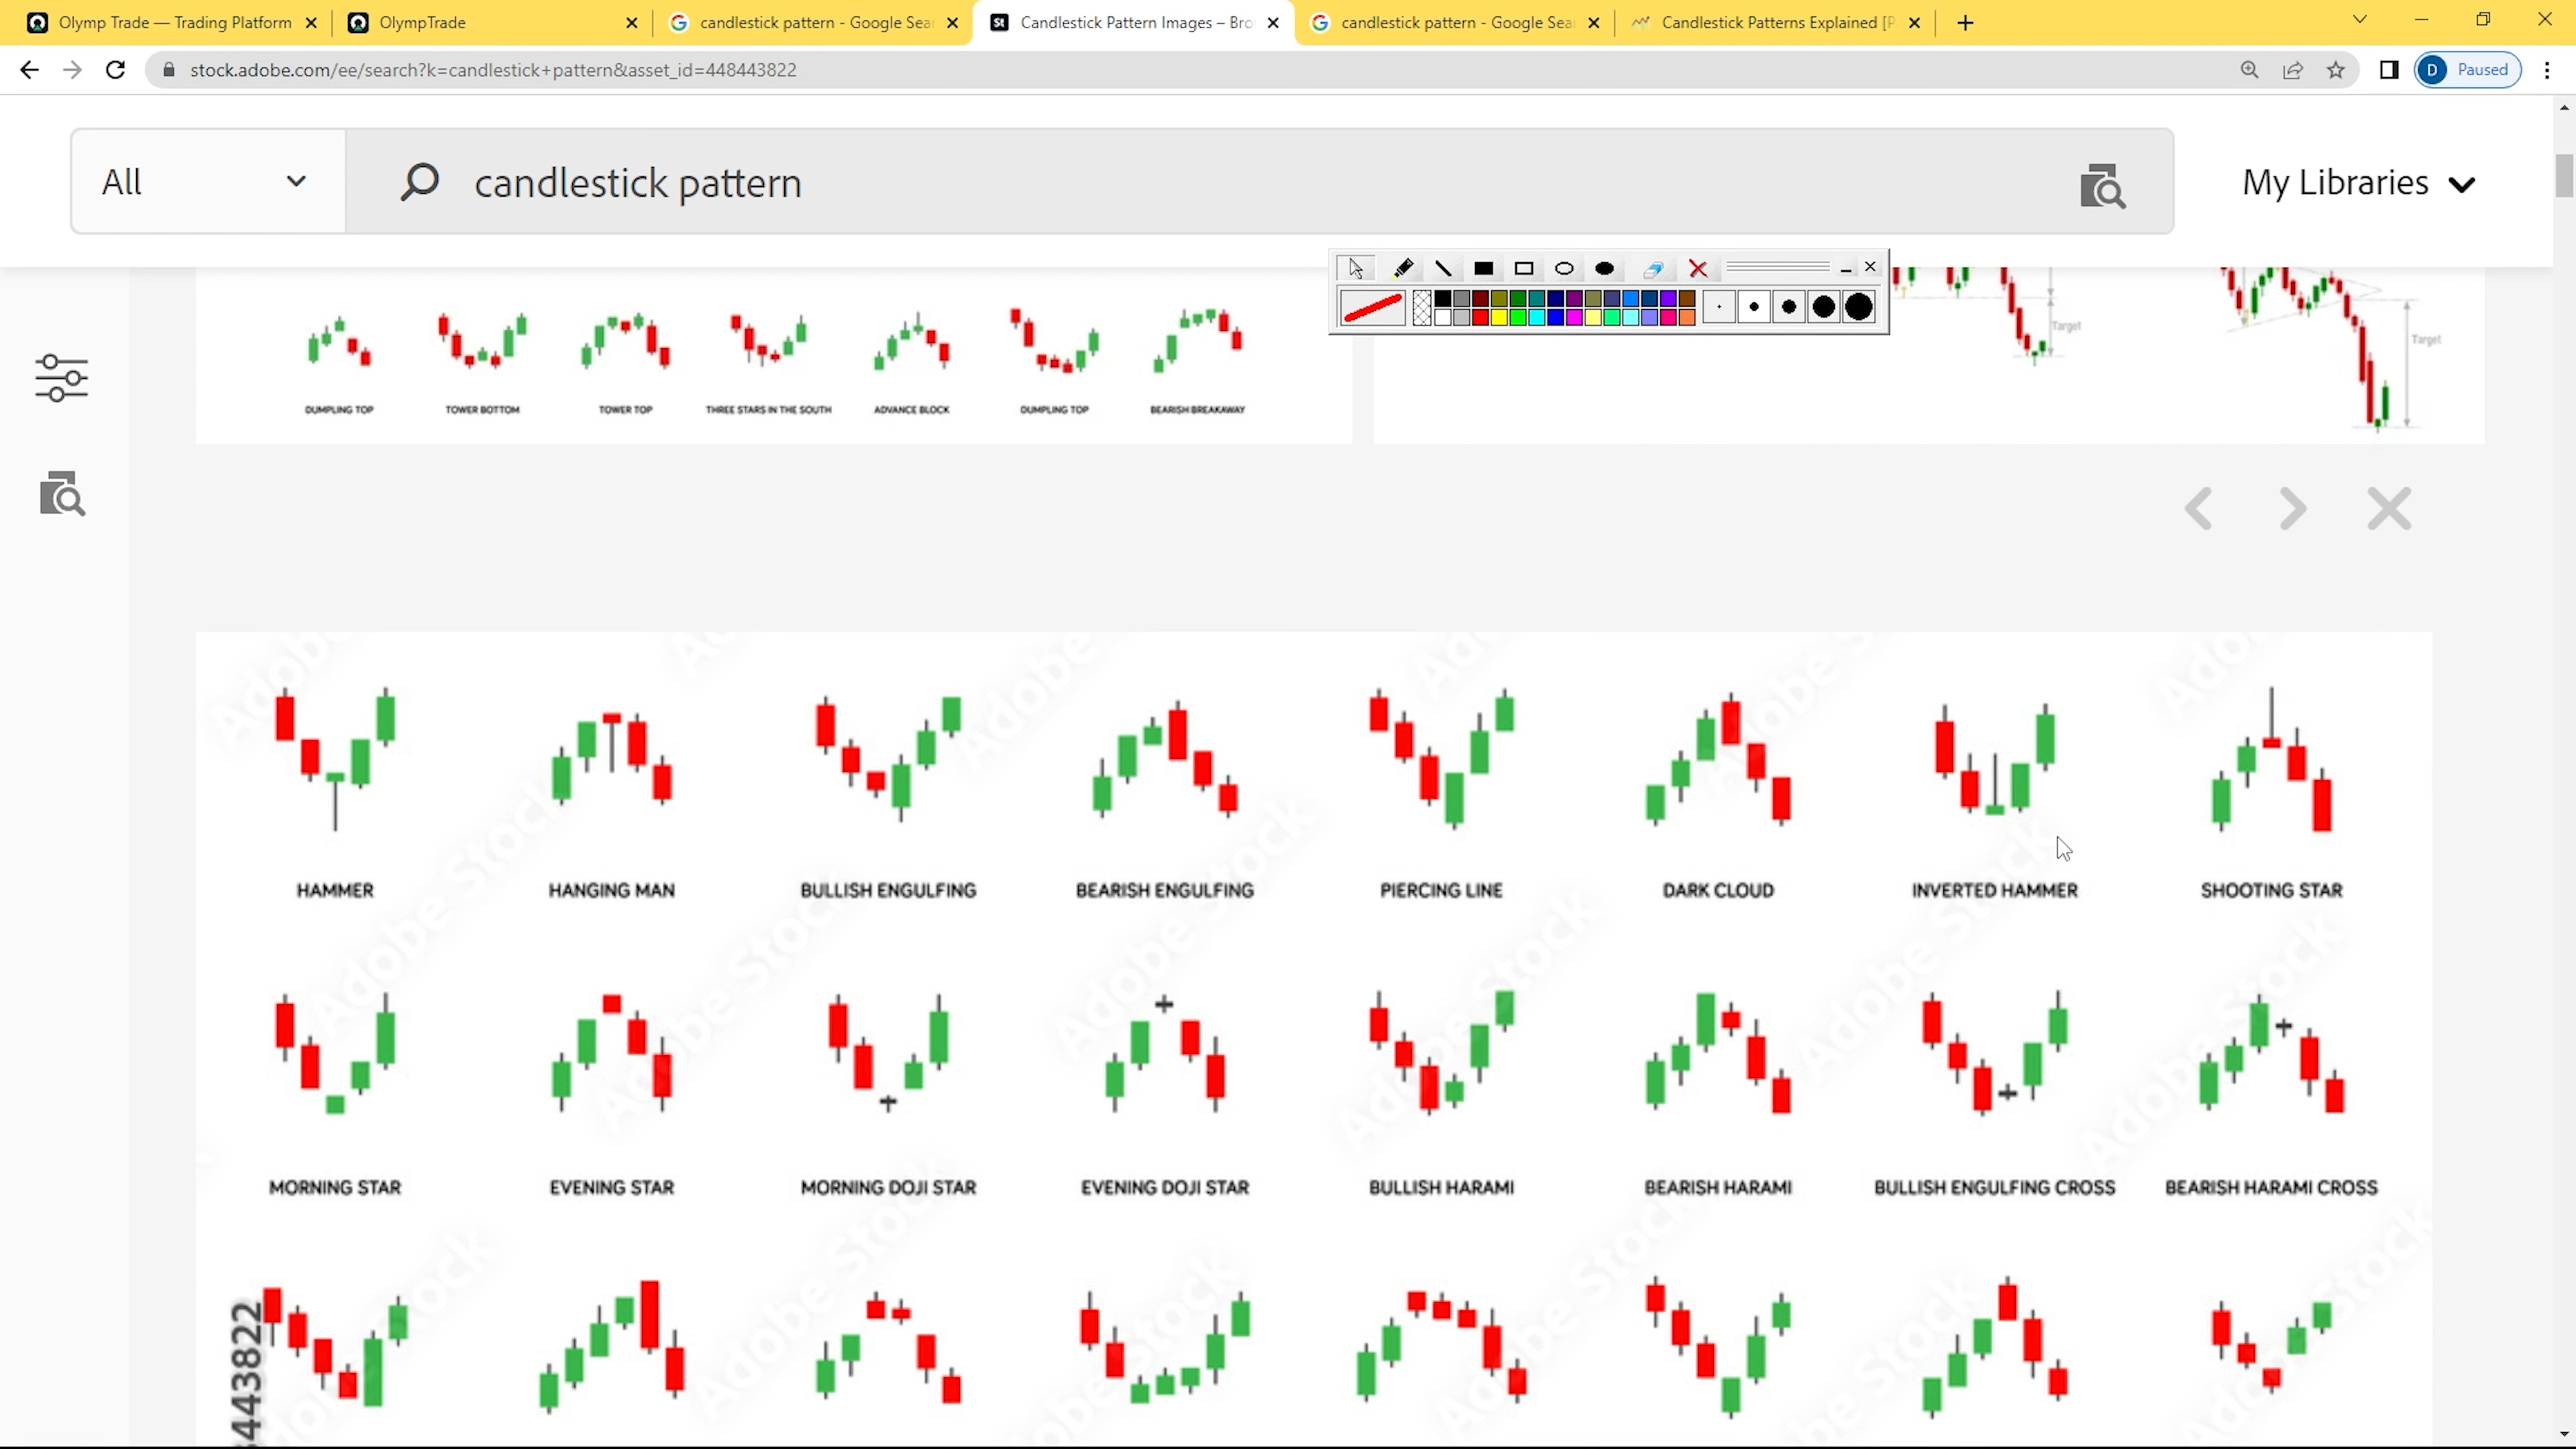 Olymp Trade — Trading Platform
OlympTrade
candlestick pattern - Google Sea
Candlestick Pattern Images – Bro
candlestick pattern - Google Sea
Candlestick Patterns Explained [P
stock.adobe.com/ee/search?k=candlestick+pattern&asset_id=448443822
D Paused
All
candlestick pattern
My Libraries
Target
Target
DUMPLING TOP
TOWER BOTTOM
TOWER TOP
THREE STARS IN THE SOUTH
ADVANCE BLOCK
DUMPLING TOP
BEARISH BREAKAWAY
HAMMER
HANGING MAN
BULLISH ENGULFING
BEARISH ENGULFING
PIERCING LINE
DARK CLOUD
INVERTED HAMMER
SHOOTING STAR
MORNING STAR
EVENING STAR
MORNING DOJI STAR
EVENING DOJI STAR
BULLISH HARAMI
BEARISH HARAMI
BULLISH ENGULFING CROSS
BEARISH HARAMI CROSS
Adobe Stock